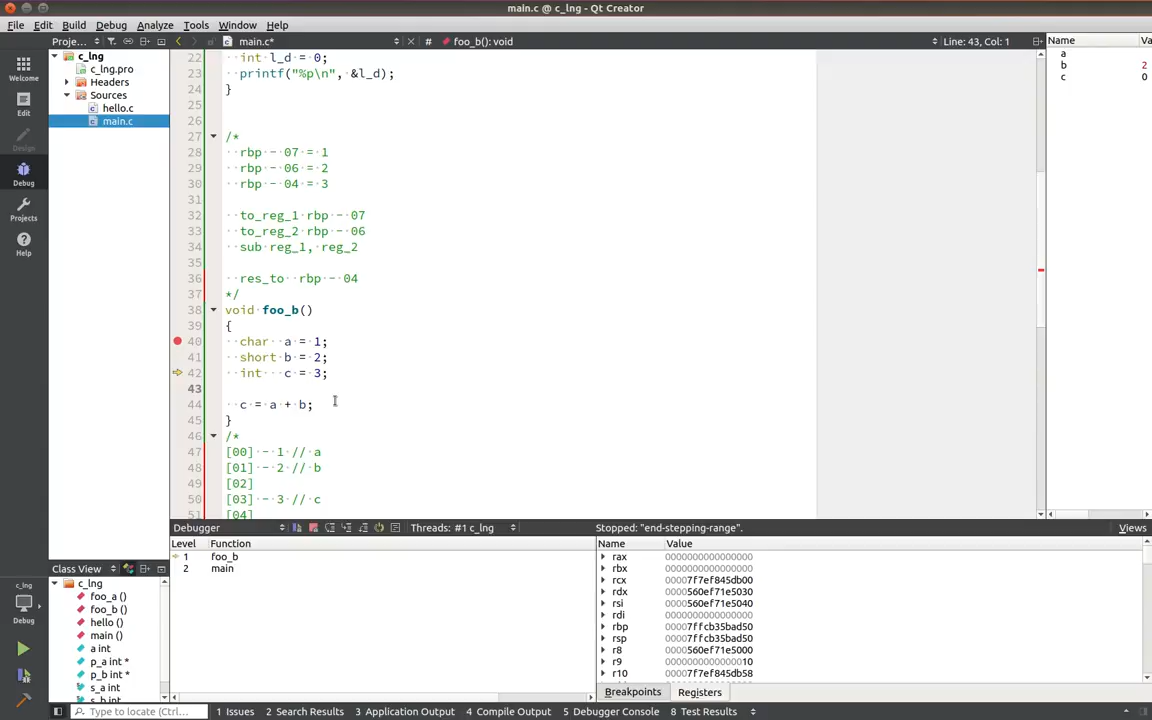 main.c @ c_lng - Qt Creator
File Edit Build Debug Analyze Tools Window Help
Proje... main.c* # foo_b(): void Line: 43, Col: 1 Name Va
Welcome
Edit
Design
Debug
Projects
Help
c_lng
c_lng.pro
Headers
Sources
hello.c
main.c
a
b 2
c 0
22 int l_d = 0;
23 printf("%p\n", &l_d);
24 }
25
26
27 /*
28 rbp - 07 = 1
29 rbp - 06 = 2
30 rbp - 04 = 3
31
32 to_reg_1 rbp - 07
33 to_reg_2 rbp - 06
34 sub reg_1, reg_2
35
36 res_to rbp - 04
37 */
38 void foo_b()
39 {
40 char a = 1;
41 short b = 2;
42 int c = 3;
43
44 c = a + b;
45 }
46 /*
47 [00] - 1 // a
48 [01] - 2 // b
49 [02]
50 [03] - 3 // c
51 [04]
Debugger Threads: #1 c_lng Stopped: "end-stepping-range". Views
Level Function
1 foo_b
2 main
Name Value
rax 0000000000000000
rbx 0000000000000000
rcx 00007f7ef845db00
rdx 0000560ef71e5030
rsi 0000560ef71e5040
rdi 0000000000000000
rbp 00007ffcb35bad50
rsp 00007ffcb35bad50
r8 0000560ef71e5000
r9 0000000000000010
r10 00007f7ef845db58
Breakpoints Registers
Class View
c_lng
foo_a ()
foo_b ()
hello ()
main ()
a int
p_a int *
p_b int *
s_a int
s_b int
c_lng
Debug
Type to locate (Ctrl... 1 Issues 2 Search Results 3 Application Output 4 Compile Output 5 Debugger Console 8 Test Results